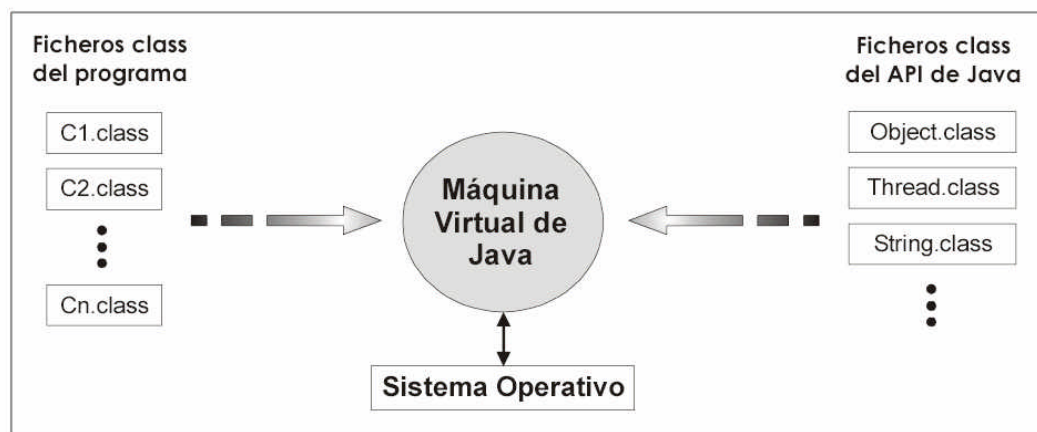 Ficheros class
del programa
C1.class
C2.class
Cn.class
Máquina
Virtual de
Java
Sistema Operativo
Ficheros class
del API de Java
Object.class
Thread.class
String.class